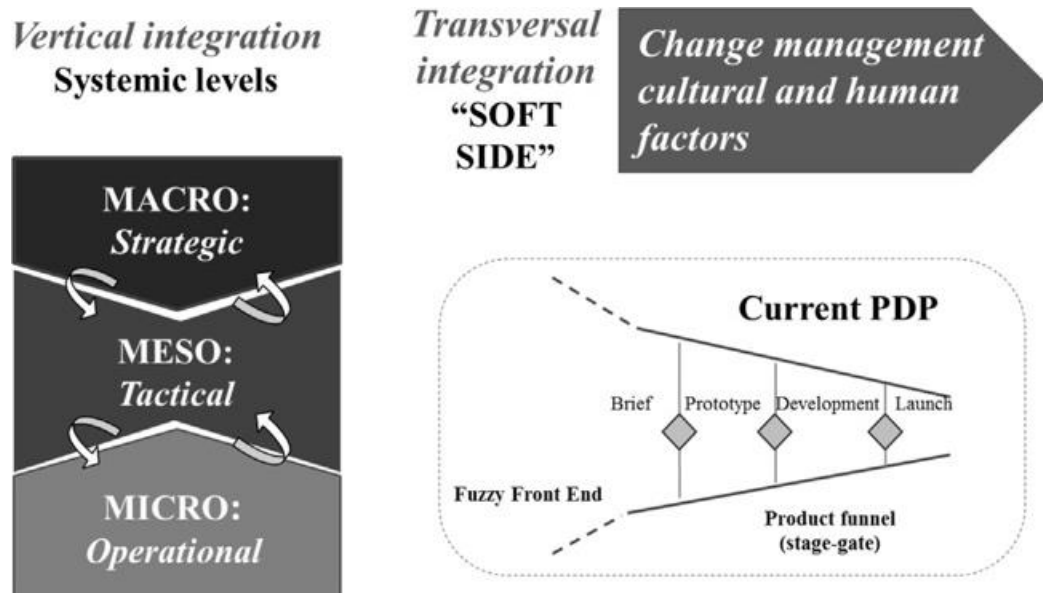 Vertical integration
Systemic levels
MACRO:
Strategic
MESO:
Tactical
MICRO:
Operational
Transversal
integration
“SOFT
SIDE”
Change management
cultural and human
factors
Current PDP
Brief
Prototype
Development
Launch
Fuzzy Front End
Product funnel
(stage-gate)